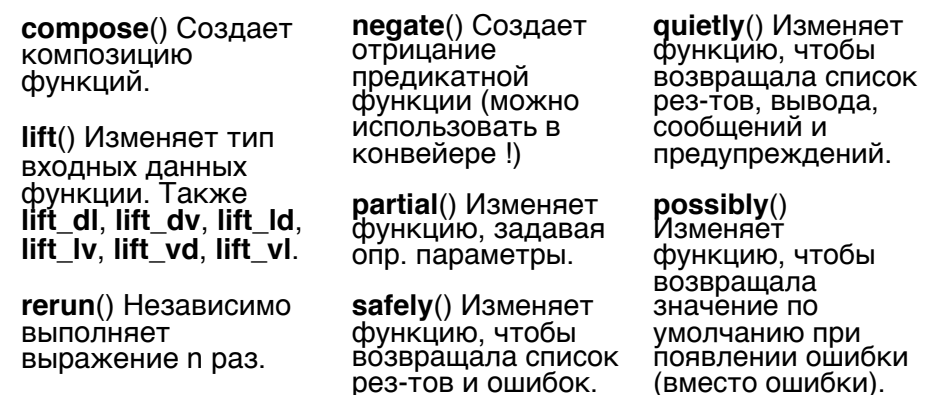 compose() Создает
композицию
функций.
lift() Изменяет тип
входных данных
функции. Также
lift_dl, lift_dv, lift_ld,
lift_lv, lift_vd, lift_vl.
rerun() Независимо
выполняет
выражение n раз.
negate() Создает
отрицание
предикатной
функции (можно
использовать в
конвейере !)
partial() Изменяет
функцию, задавая
опр. параметры.
safely() Изменяет
функцию, чтобы
возвращала список
рез-тов и ошибок.
quietly() Изменяет
функцию, чтобы
возвращала список
рез-тов, вывода,
сообщений и
предупреждений.
possibly()
Изменяет
функцию, чтобы
возвращала
значение по
умолчанию при
появлении ошибки
(вместо ошибки).